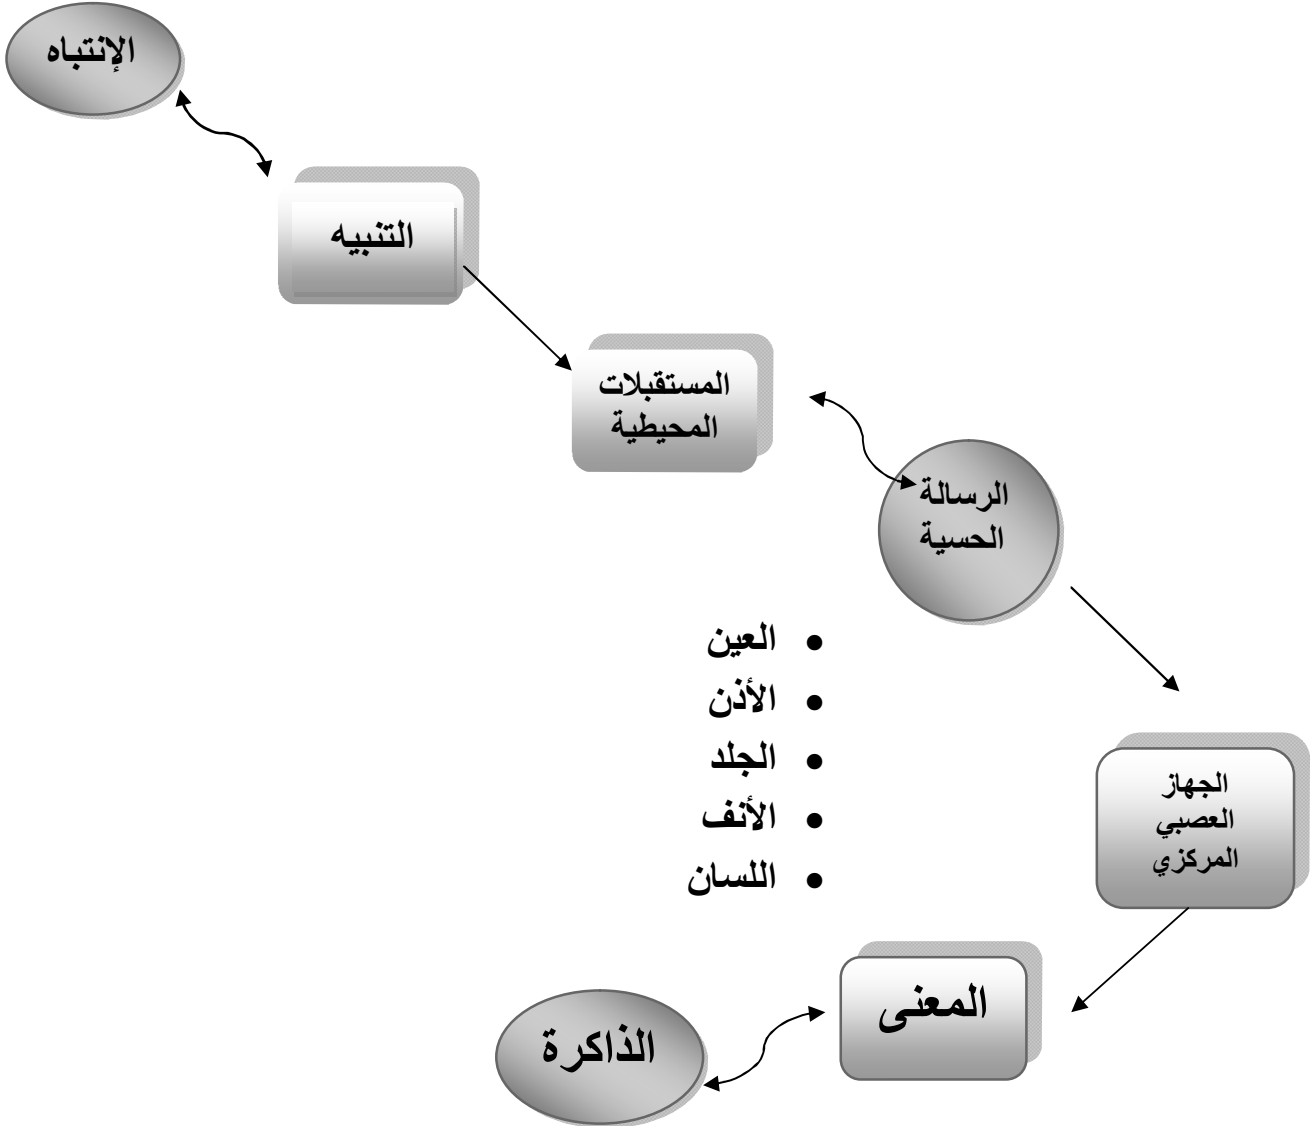 الإنتباه
التنبيه
المستقبلات
المحيطية
الرسالة
الحسية
• العين
• الأذن
• الجلد
• الأنف
• اللسان
الجهاز
العصبي
المركزي
المعنى
الذاكرة